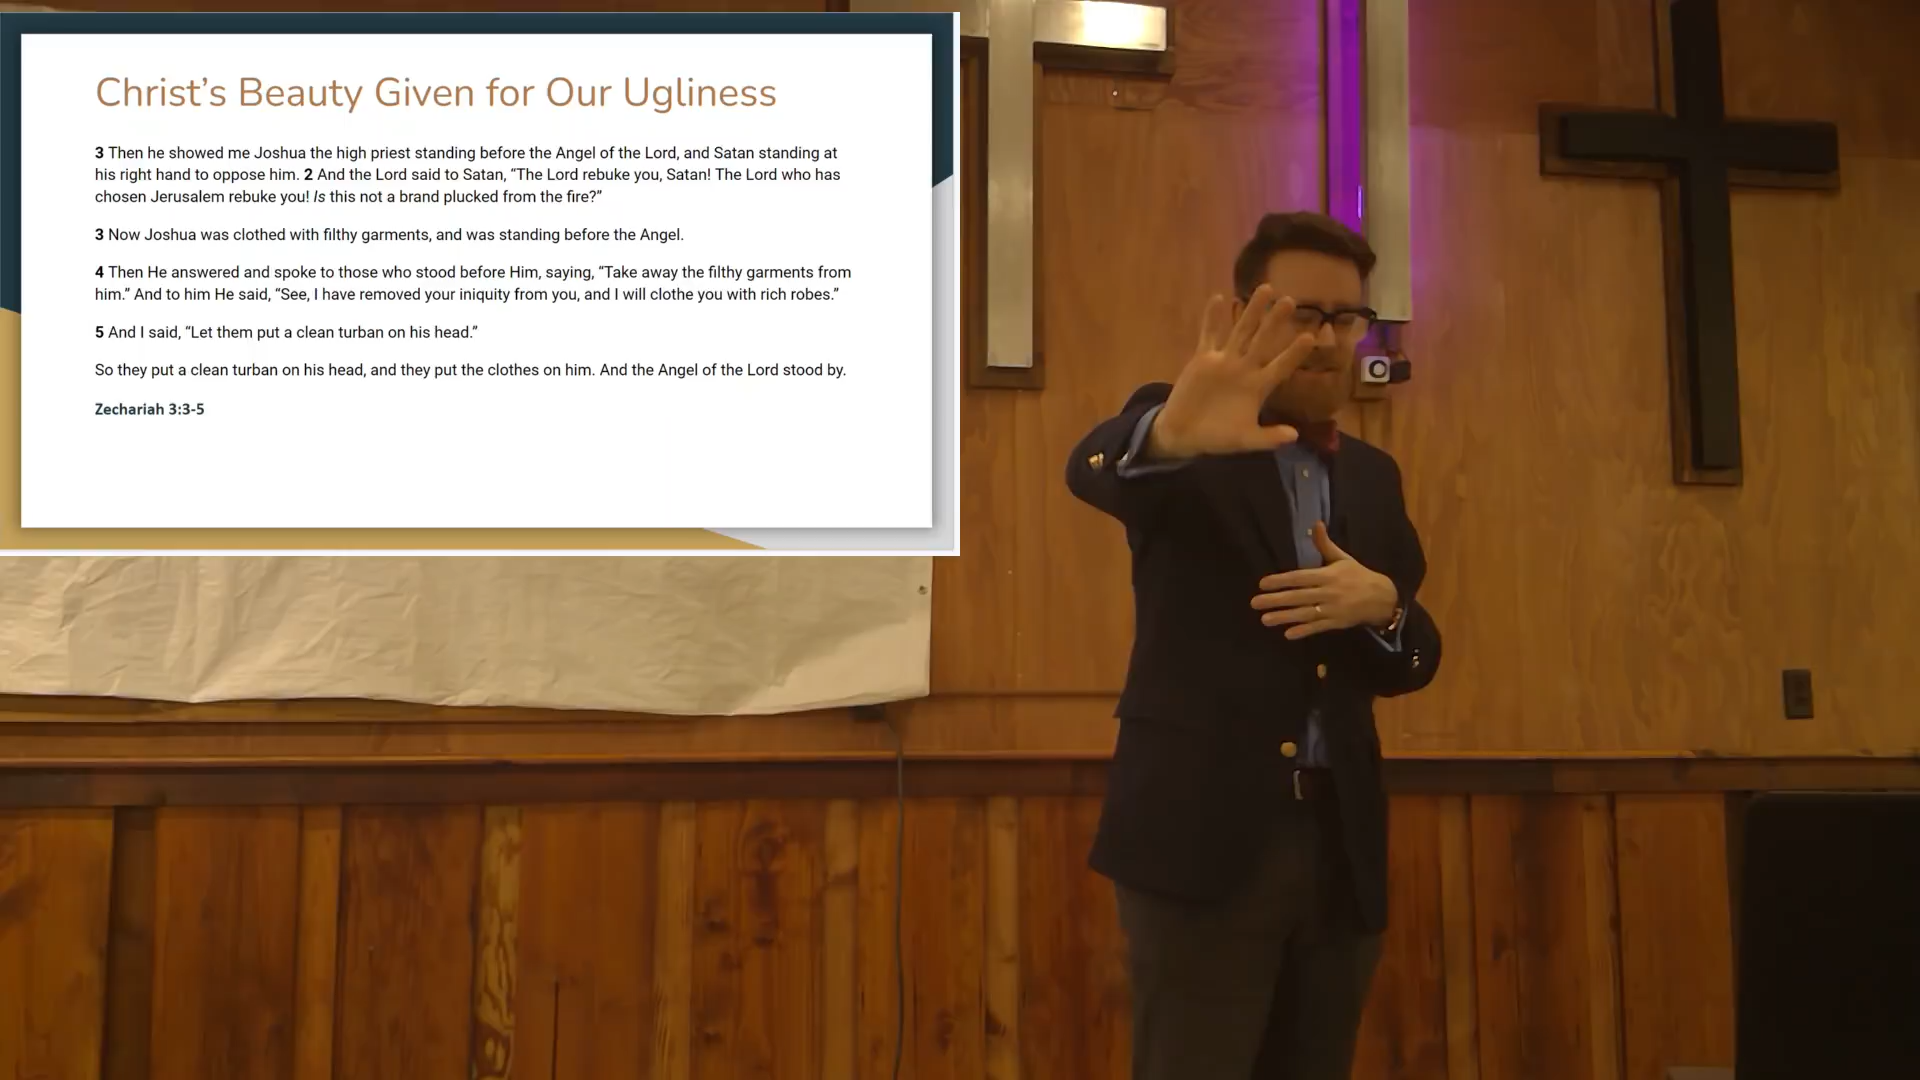 Christ’s Beauty Given for Our Ugliness
3 Then he showed me Joshua the high priest standing before the Angel of the Lord, and Satan standing at
his right hand to oppose him. 2 And the Lord said to Satan, “The Lord rebuke you, Satan! The Lord who has
chosen Jerusalem rebuke you! Is this not a brand plucked from the fire?”
3 Now Joshua was clothed with filthy garments, and was standing before the Angel.
4 Then He answered and spoke to those who stood before Him, saying, “Take away the filthy garments from
him.” And to him He said, “See, I have removed your iniquity from you, and I will clothe you with rich robes.”
5 And I said, “Let them put a clean turban on his head.”
So they put a clean turban on his head, and they put the clothes on him. And the Angel of the Lord stood by.
Zechariah 3:3-5